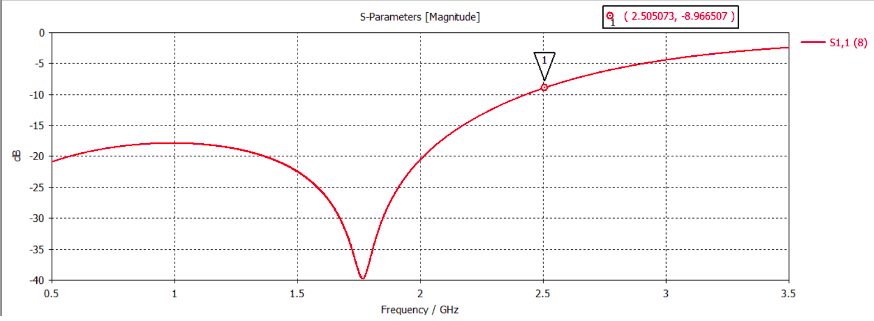 S-Parameters [Magnitude]
1 ( 2.505073, -8.966507 )
S1,1 (8)
1
dB
0
-5
-10
-15
-20
-25
-30
-35
-40
0.5 1 1.5 2 2.5 3 3.5
Frequency / GHz